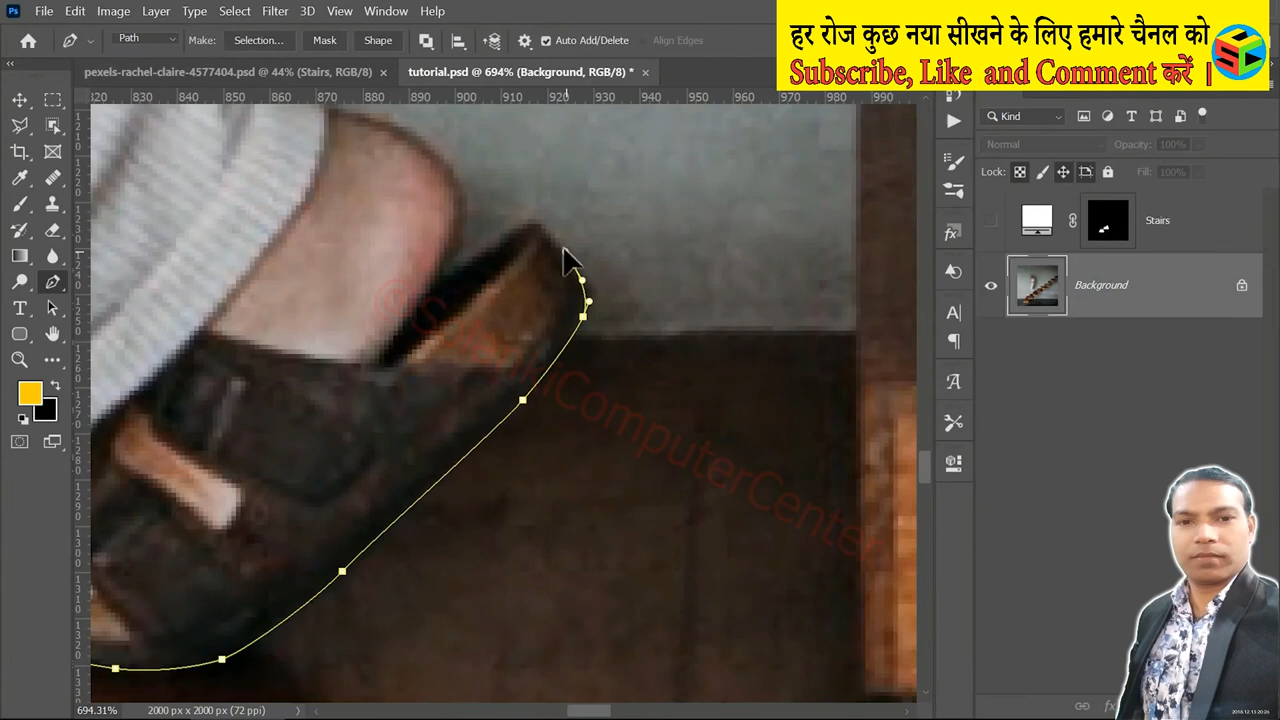 File Edit Image Layer Type Select Filter 3D View Window Help
हर रोज कुछ नया सीखने के लिए हमारे चैनल को
Subscribe, Like and Comment करें |
Path Make: Selection... Mask Shape Auto Add/Delete Align Edges
pexels-rachel-claire-4577404.psd @ 44% (Stairs, RGB/8) × tutorial.psd @ 694% (Background, RGB/8) * ×
820 830 840 850 860 870 880 890 900 910 920 930 940 950 960 970 980 990
Kind
Normal Opacity: 100%
Lock: Fill: 100%
Stairs
Background
694.31% 2000 px x 2000 px (72 ppi)